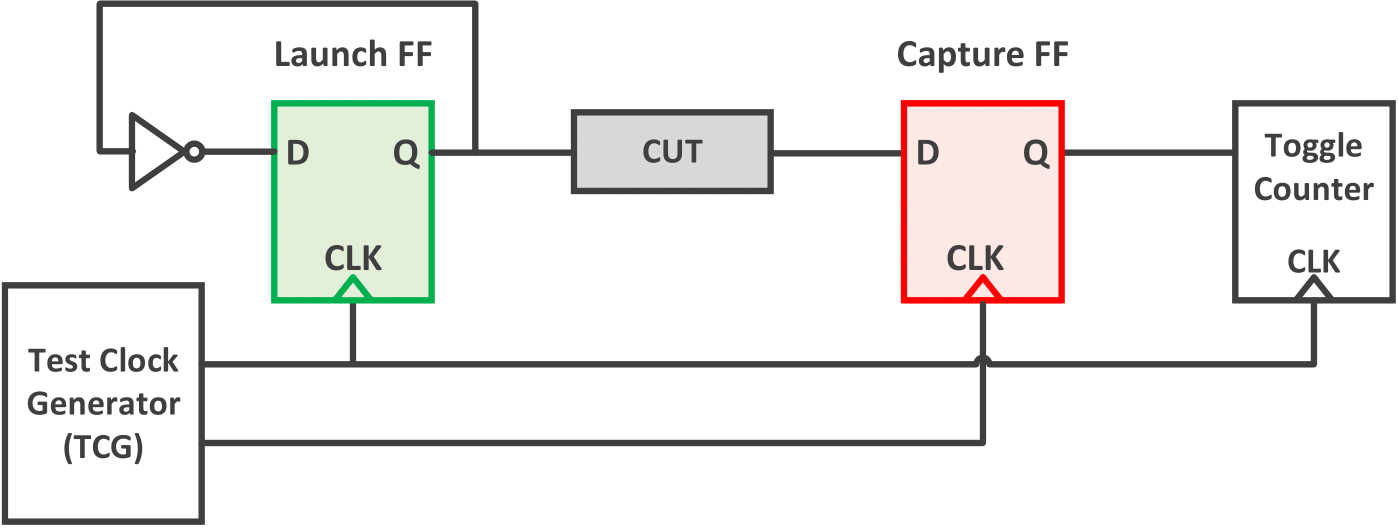 Launch FF
Capture FF
D
Q
CUT
D
Q
Toggle
Counter
CLK
CLK
CLK
Test Clock
Generator
(TCG)